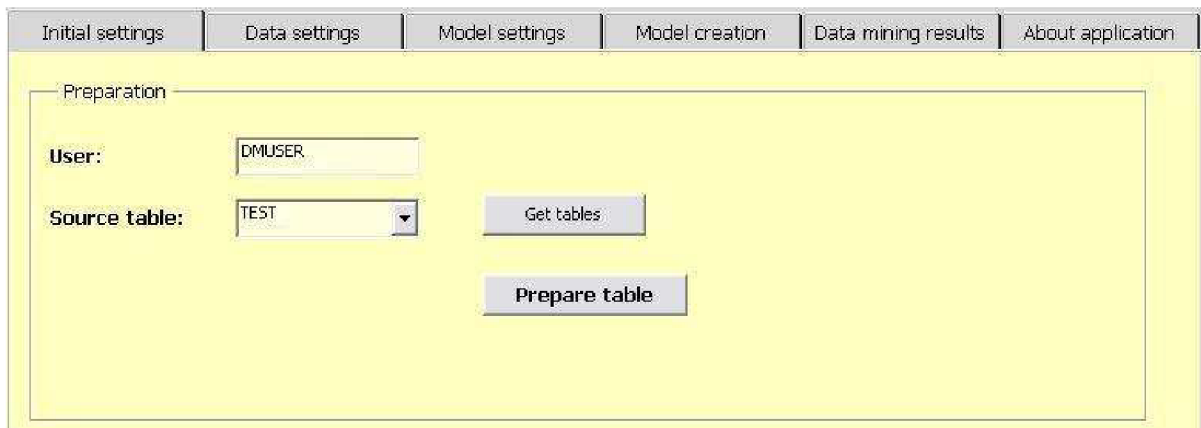 Initial settings Data settings Model settings Model creation Data mining results About application
Preparation
User: DMUSER
Source table: TEST Get tables
Prepare table